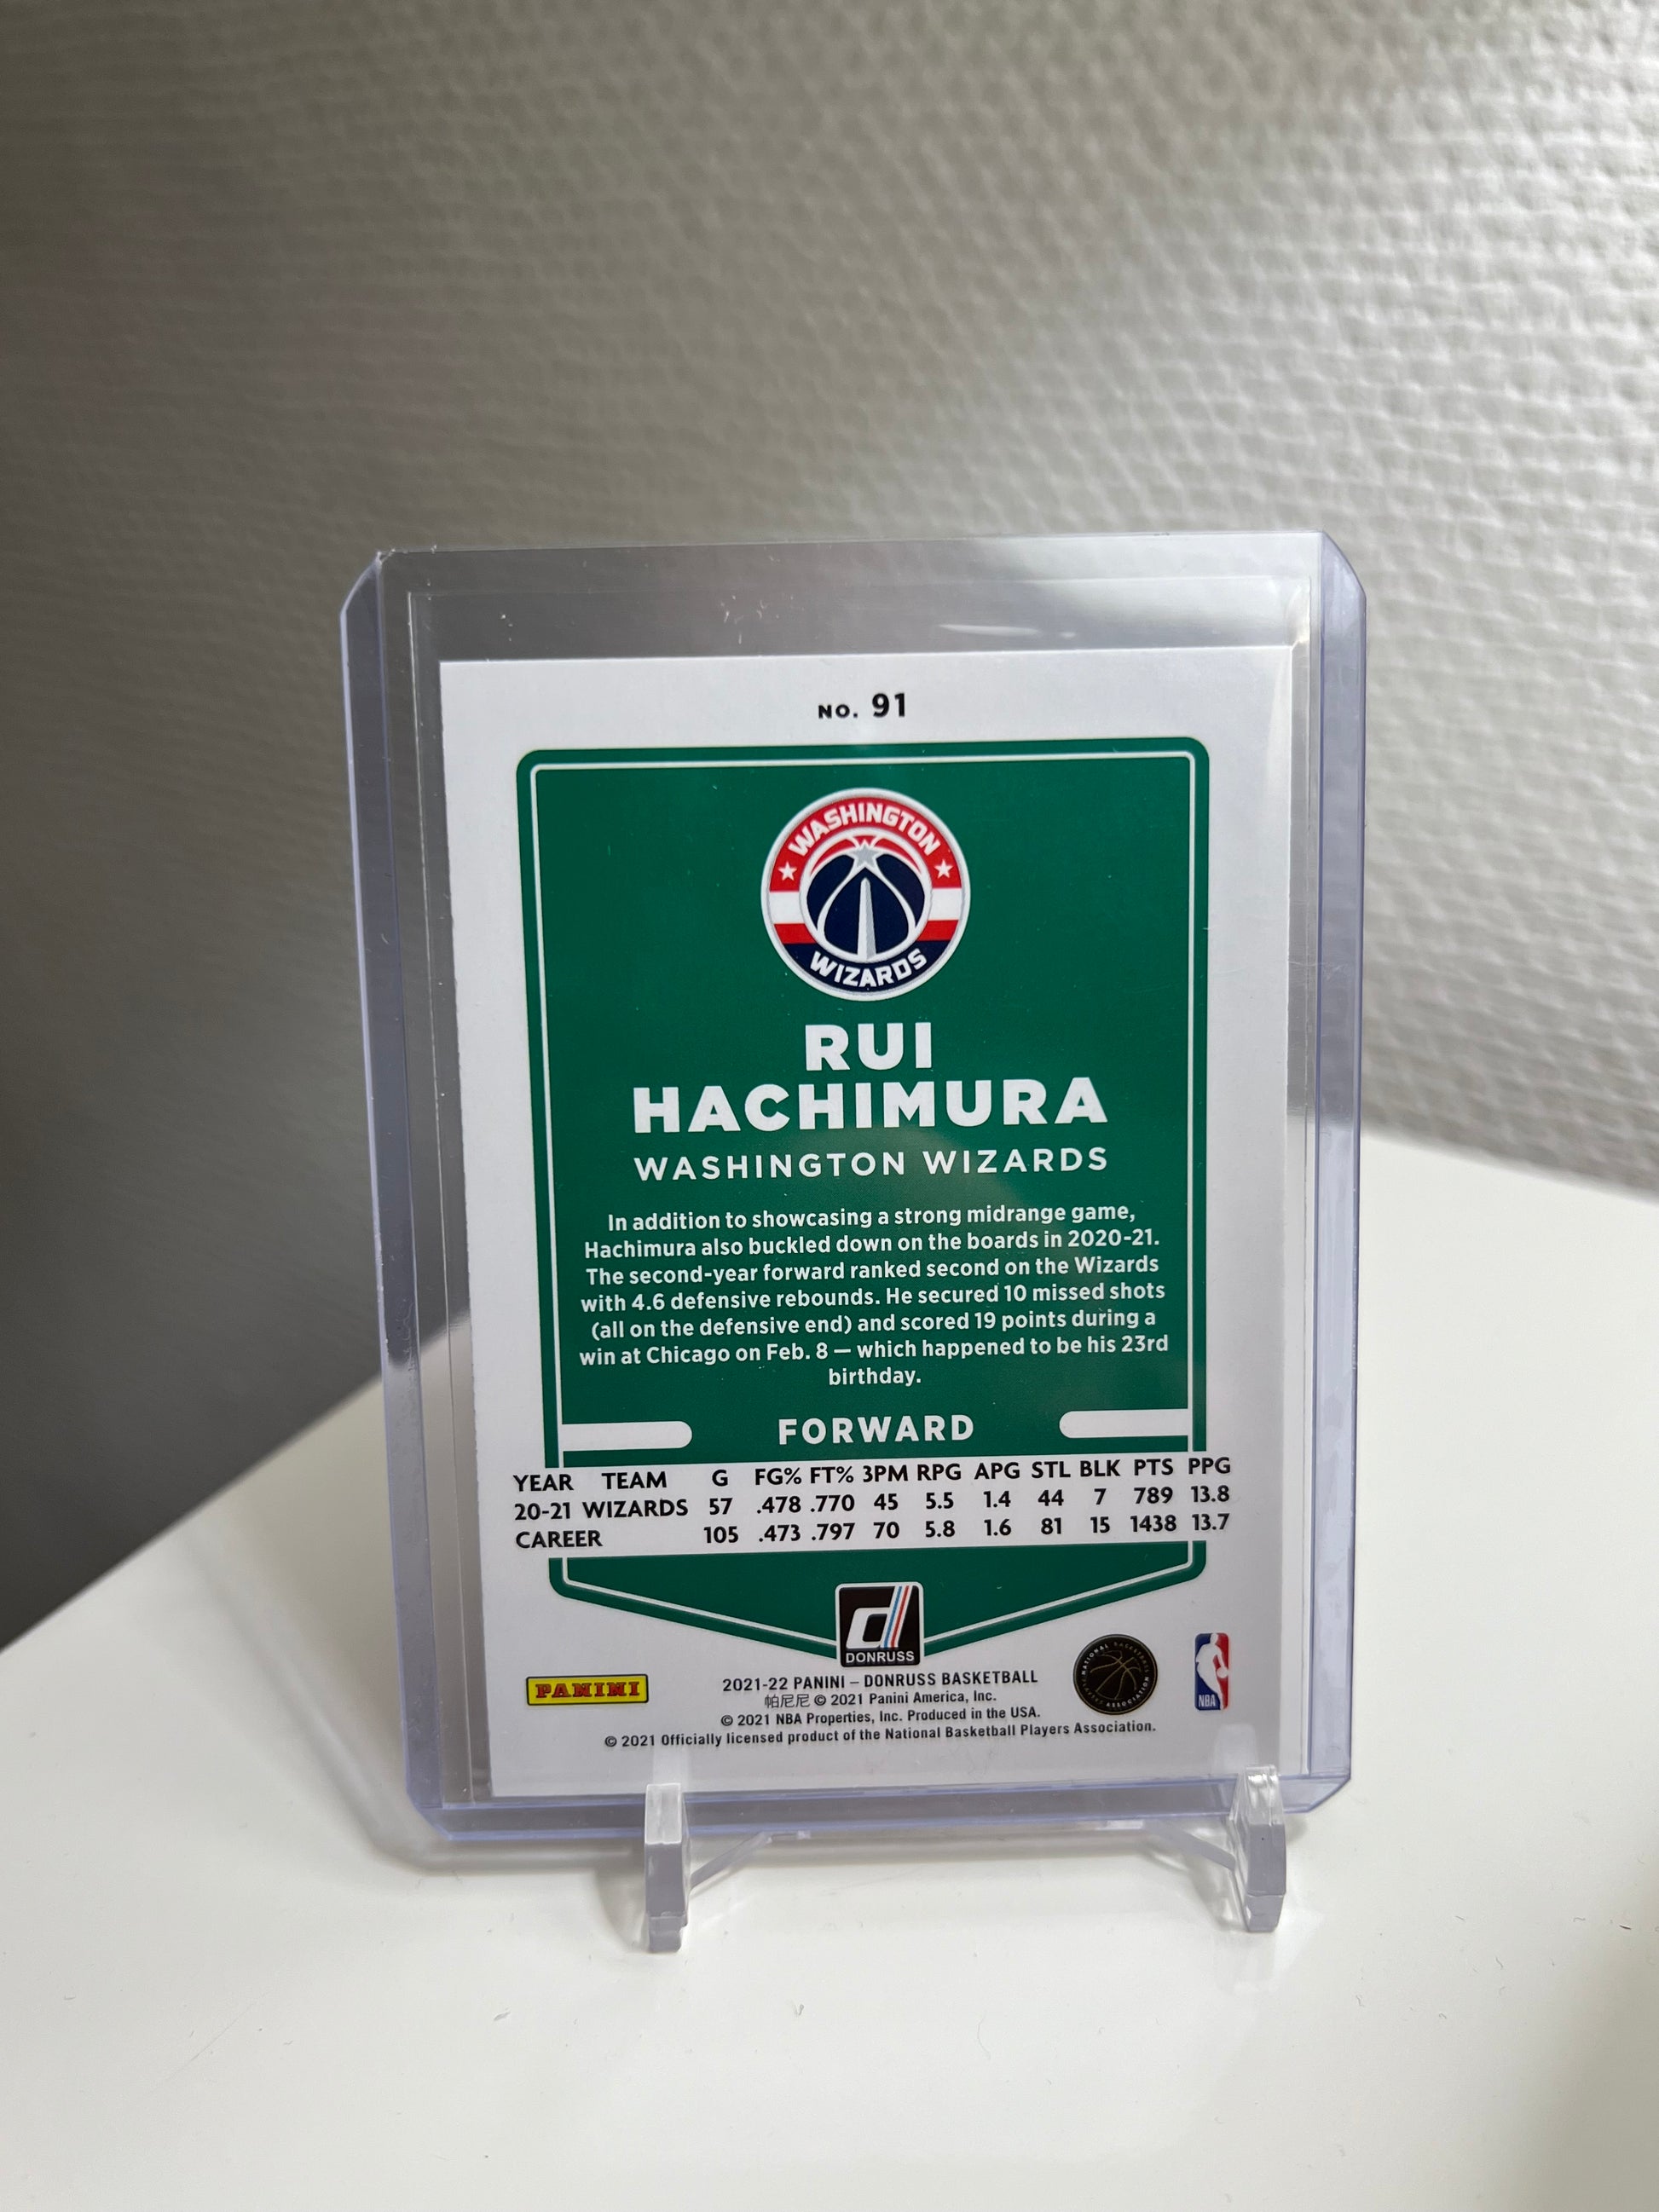 NO. 91
WASHINGTON
WIZARDS
RUI
HACHIMURA
WASHINGTON WIZARDS
In addition to showcasing a strong midrange game,
Hachimura also buckled down on the boards in 2020-21.
The second-year forward ranked second on the Wizards
with 4.6 defensive rebounds. He secured 10 missed shots
(all on the defensive end) and scored 19 points during a
win at Chicago on Feb. 8 — which happened to be his 23rd
birthday.
FORWARD
YEAR TEAM G FG% FT% 3PM RPG APG STL BLK PTS PPG
20-21 WIZARDS 57 .478 .770 45 5.5 1.4 44 7 789 13.8
CAREER 105 .473 .797 70 5.8 1.6 81 15 1438 13.7
d
DONRUSS
PANINI
2021-22 PANINI – DONRUSS BASKETBALL
帕尼尼 © 2021 Panini America, Inc.
© 2021 NBA Properties, Inc. Produced in the USA.
© 2021 Officially licensed product of the National Basketball Players Association.
NATIONAL BASKETBALL
PLAYERS ASSOCIATION
NBA